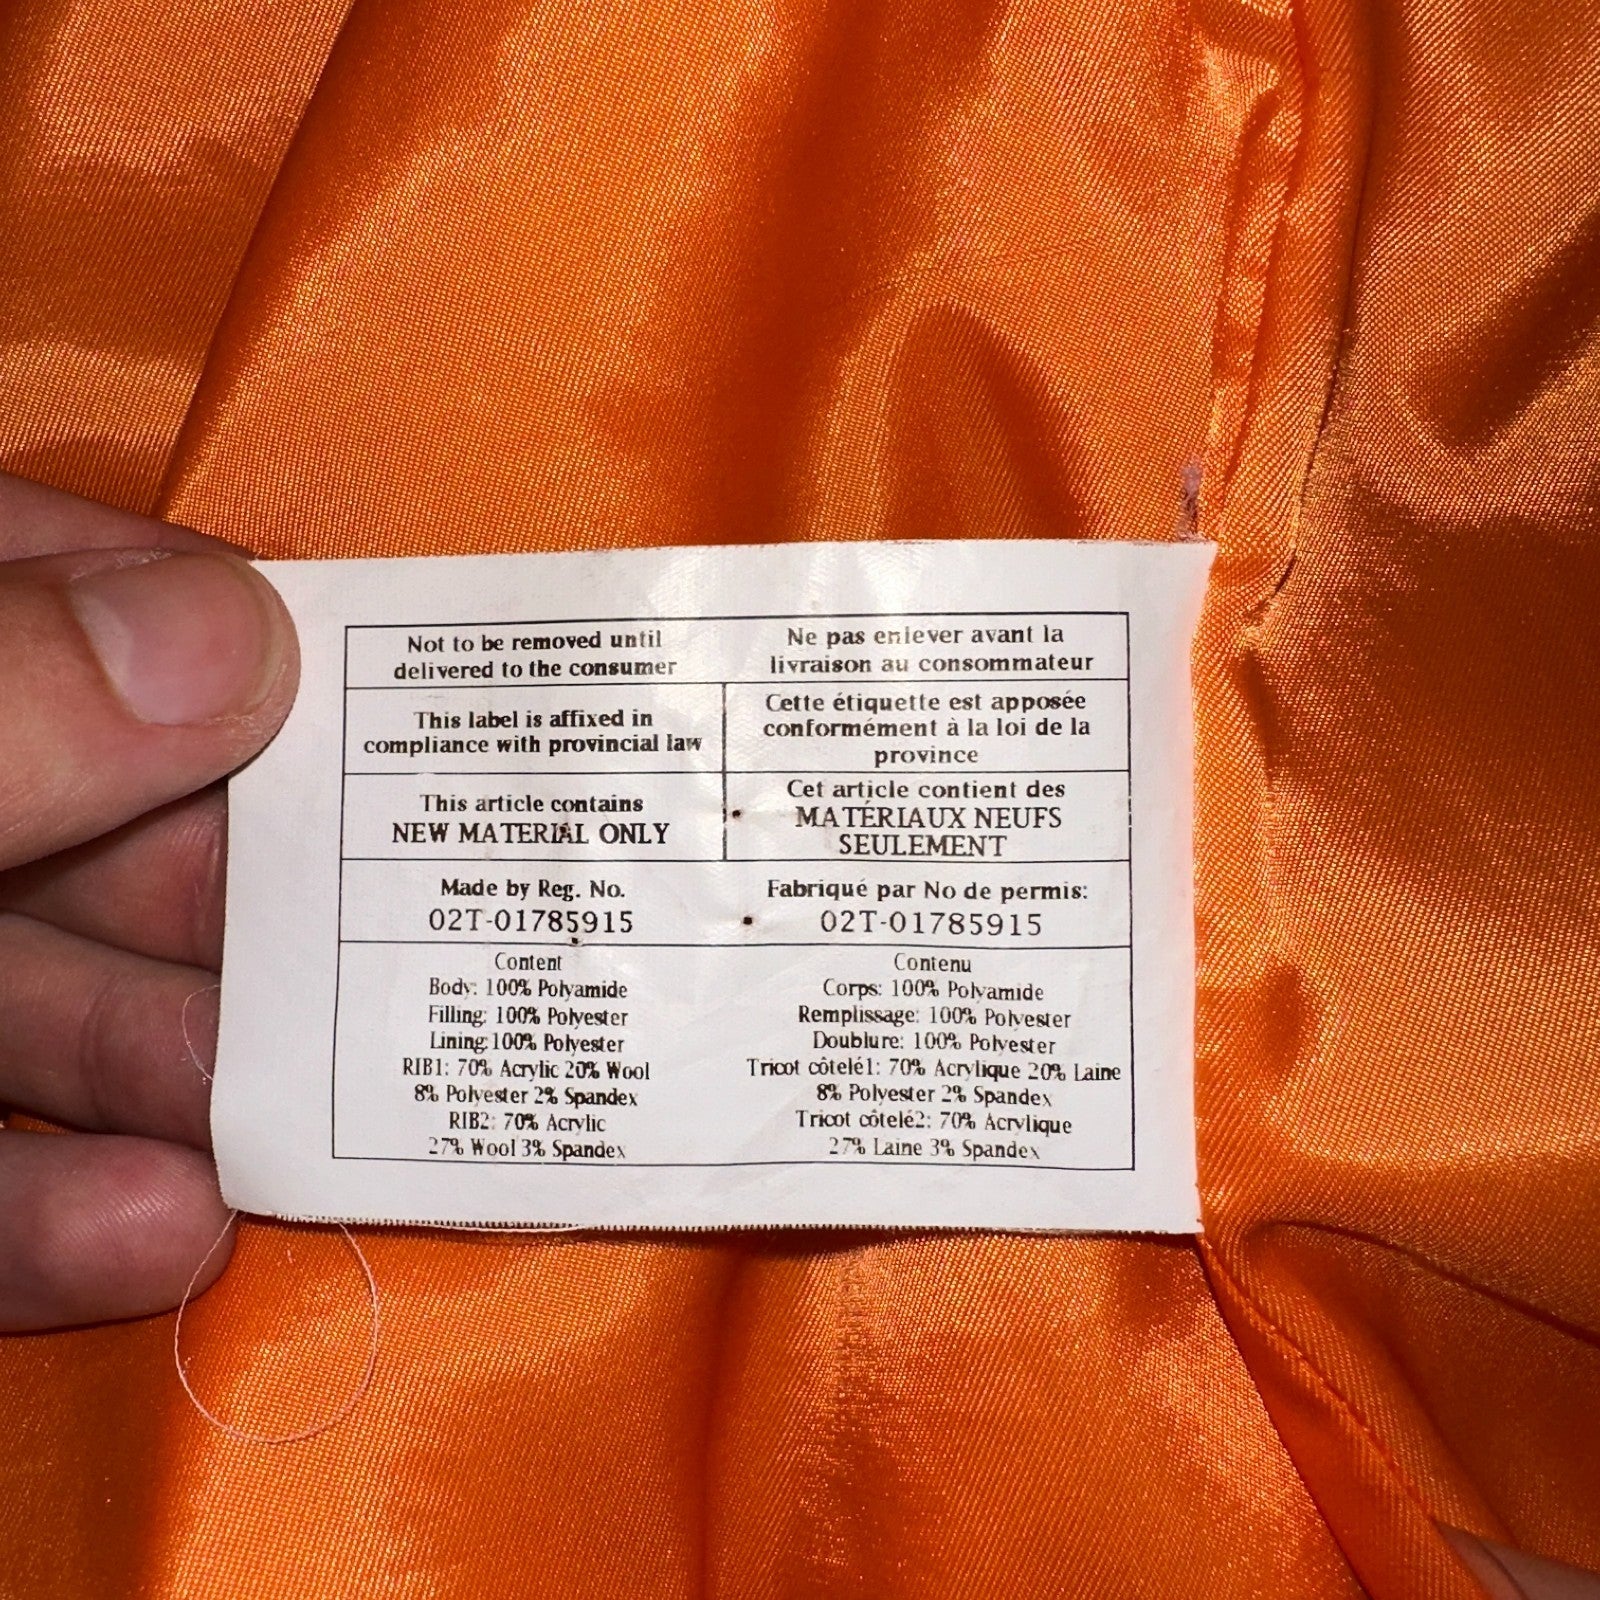 Not to be removed until
delivered to the consumer
Ne pas enlever avant la
livraison au consommateur
This label is affixed in
compliance with provincial law
Cette étiquette est apposée
conformément à la loi de la
province
This article contains
NEW MATERIAL ONLY
Cet article contient des
MATÉRIAUX NEUFS
SEULEMENT
Made by Reg. No.
02T-01785915
Fabriqué par No de permis:
02T-01785915
Content
Body: 100% Polyamide
Filling: 100% Polyester
Lining:100% Polyester
RIB1: 70% Acrylic 20% Wool
8% Polyester 2% Spandex
RIB2: 70% Acrylic
27% Wool 3% Spandex
Contenu
Corps: 100% Polyamide
Remplissage: 100% Polyester
Doublure: 100% Polyester
Tricot côtelé1: 70% Acrylique 20% Laine
8% Polyester 2% Spandex
Tricot côtelé2: 70% Acrylique
27% Laine 3% Spandex